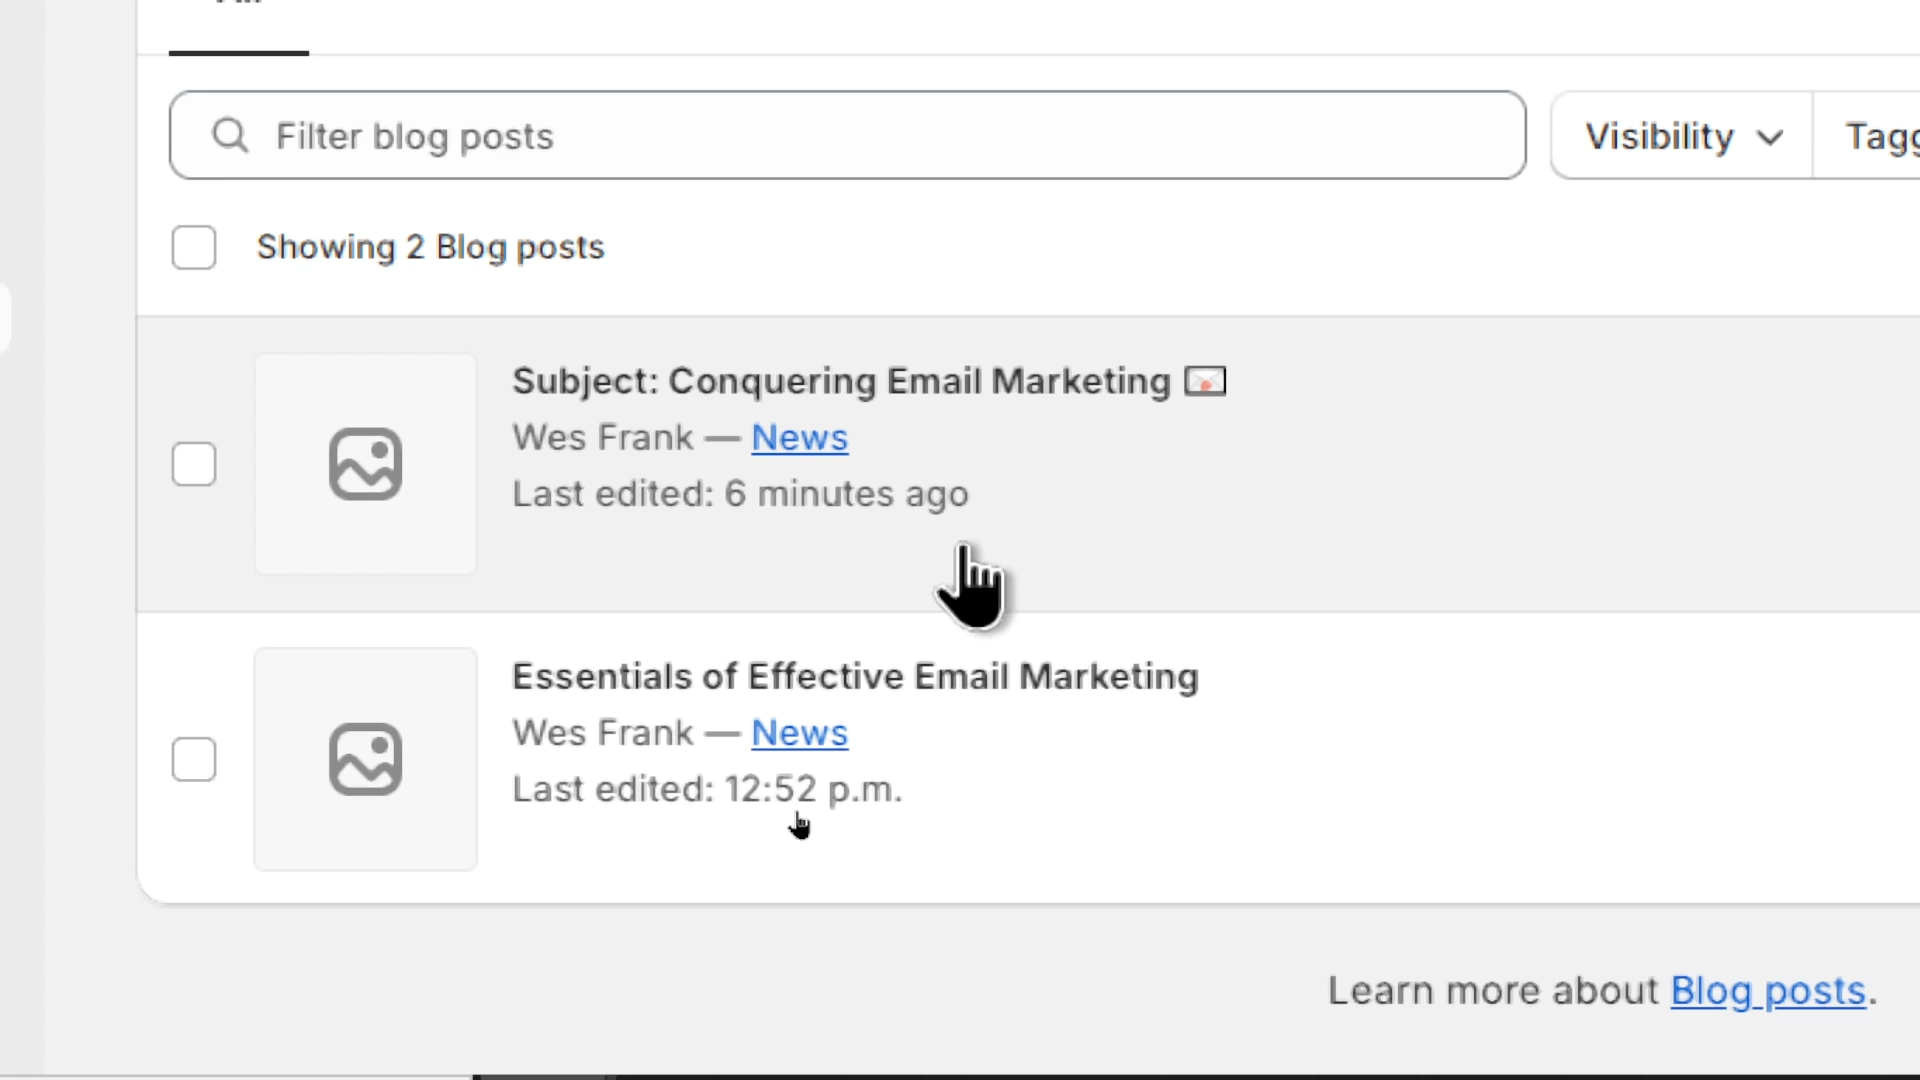 Filter blog posts
Visibility
Showing 2 Blog posts
Subject: Conquering Email Marketing 💌
Wes Frank — News
Last edited: 6 minutes ago
Essentials of Effective Email Marketing
Wes Frank — News
Last edited: 12:52 p.m.
Learn more about Blog posts.